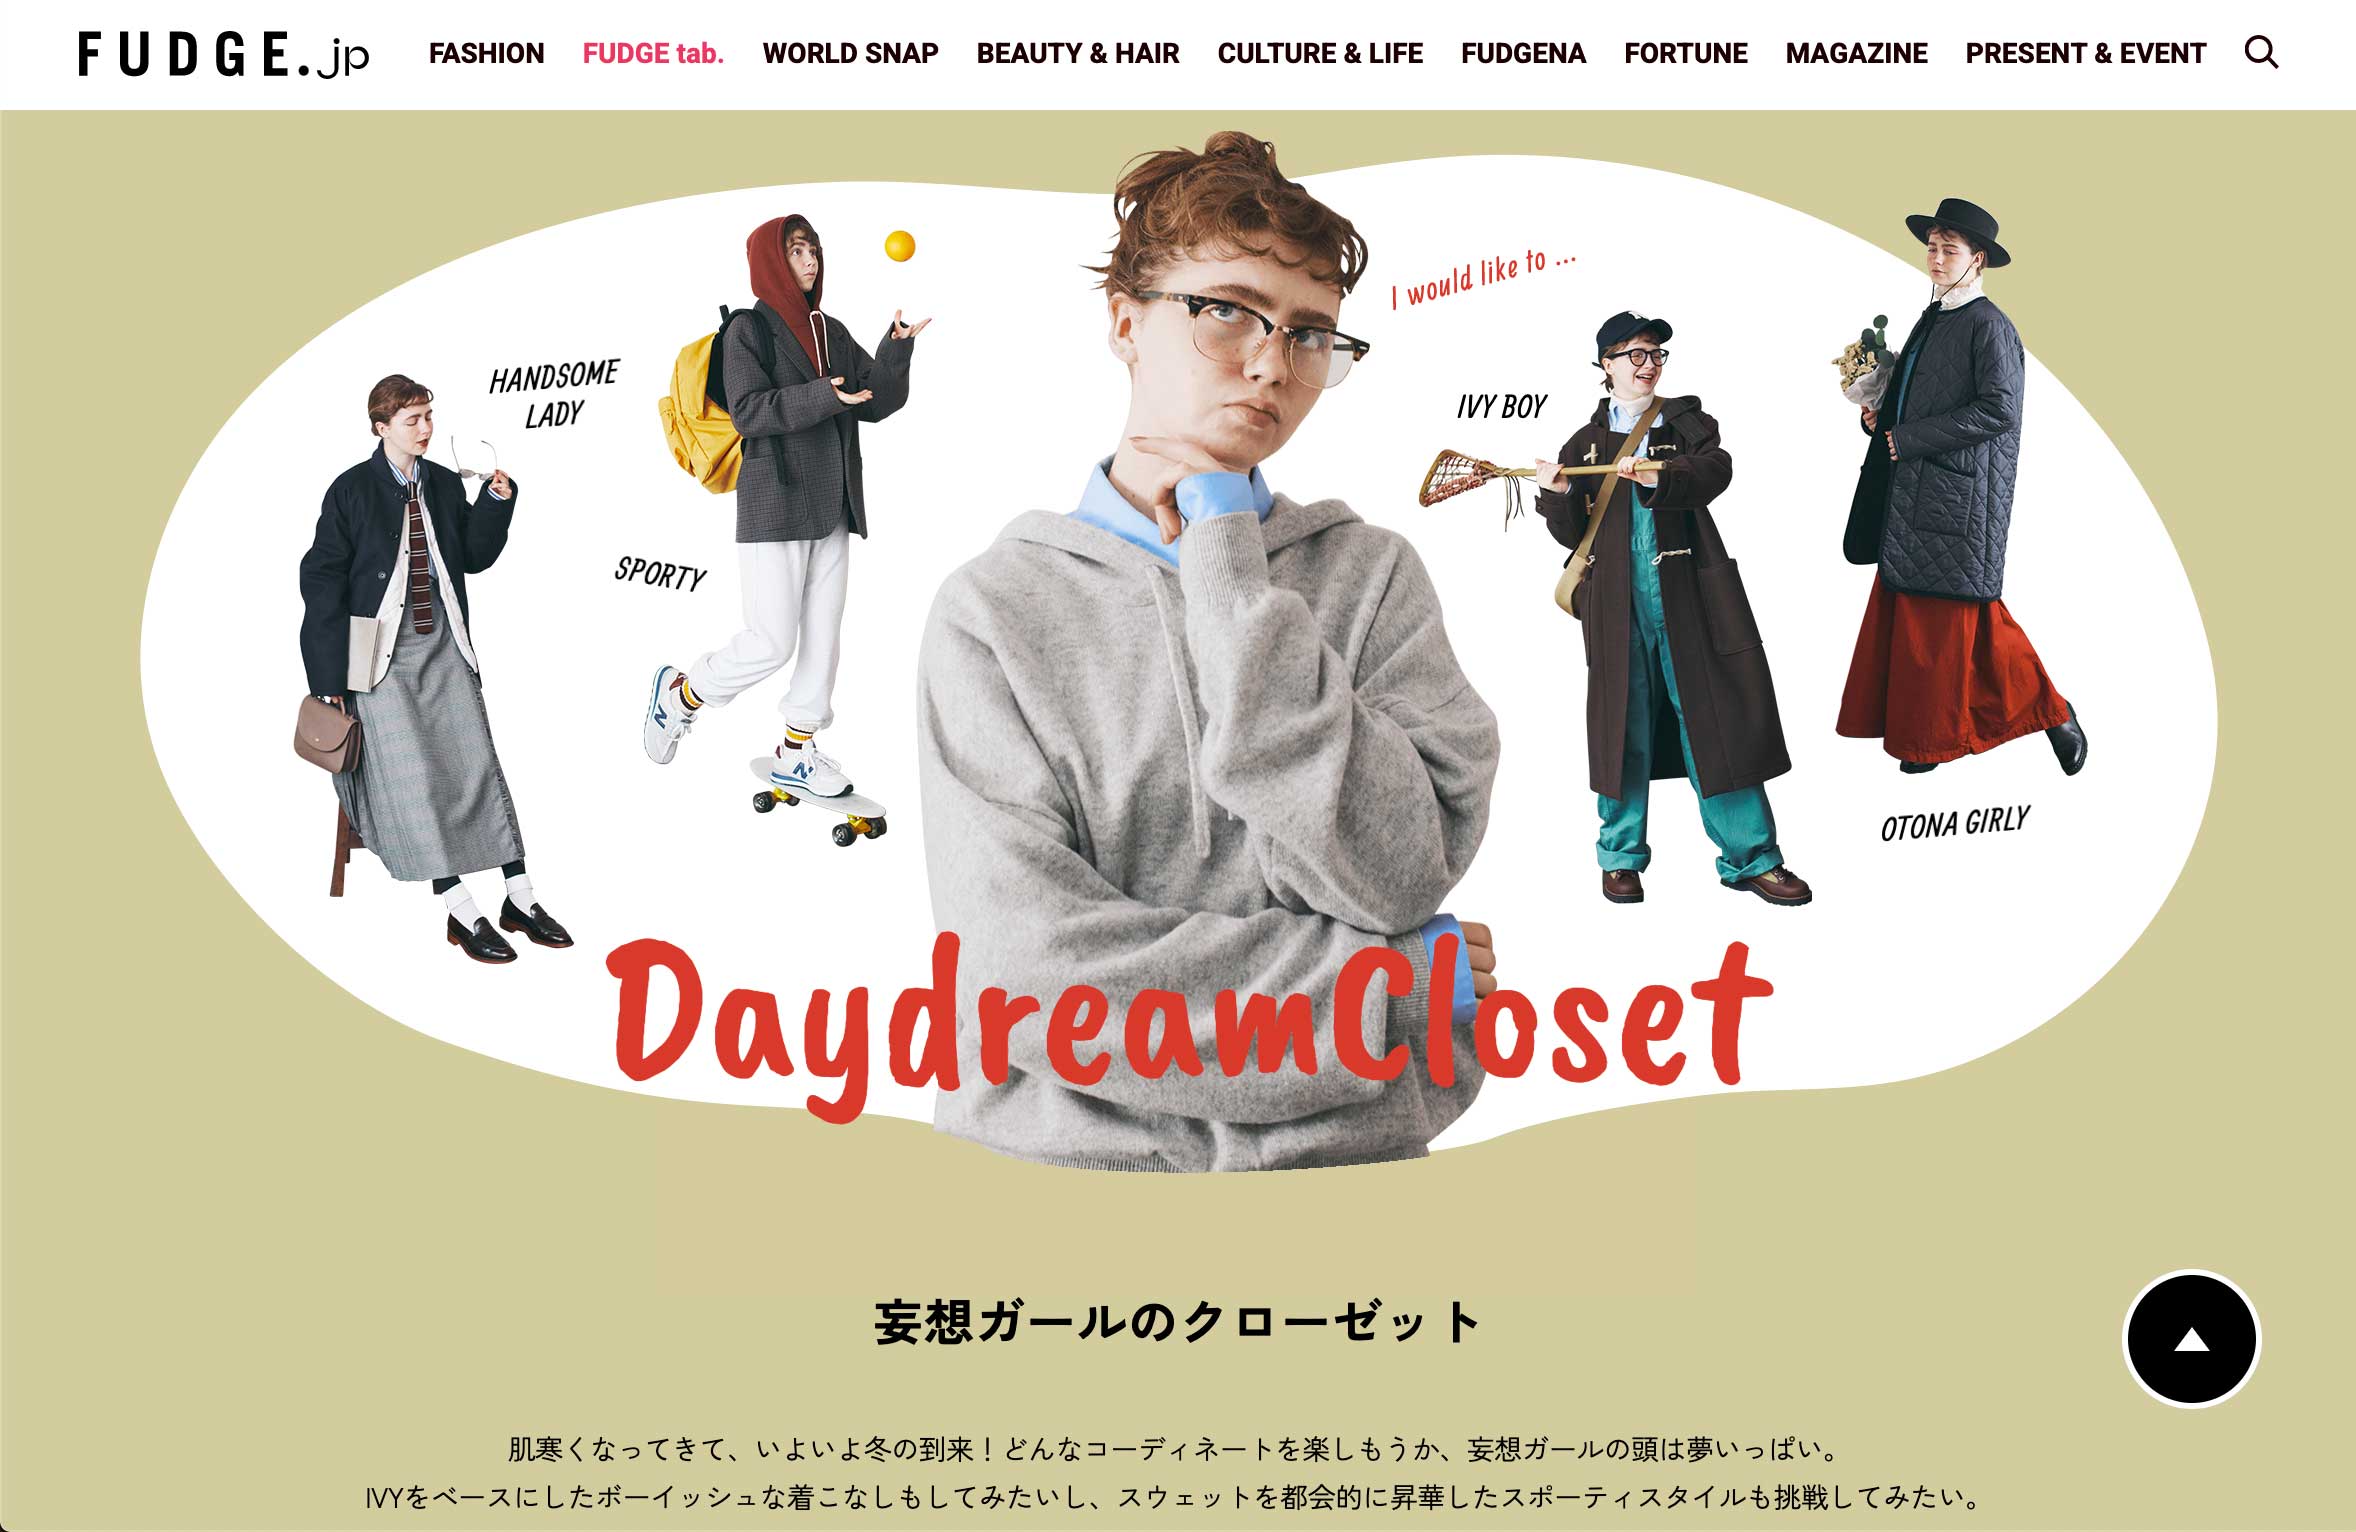 FUDGE.jp
FASHION
FUDGE tab.
WORLD SNAP
BEAUTY & HAIR
CULTURE & LIFE
FUDGENA
FORTUNE
MAGAZINE
PRESENT & EVENT
I would like to ...
HANDSOME
LADY
SPORTY
IVY BOY
OTONA GIRLY
DaydreamCloset
妄想ガールのクローゼット
肌寒くなってきて、いよいよ冬の到来！どんなコーディネートを楽しもうか、妄想ガールの頭は夢いっぱい。
IVYをベースにしたボーイッシュな着こなしもしてみたいし、スウェットを都会的に昇華したスポーティスタイルも挑戦してみたい。